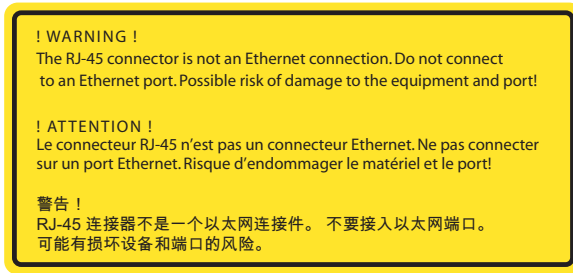 ! WARNING !
The RJ-45 connector is not an Ethernet connection. Do not connect
to an Ethernet port. Possible risk of damage to the equipment and port!
! ATTENTION !
Le connecteur RJ-45 n'est pas un connecteur Ethernet. Ne pas connecter
sur un port Ethernet. Risque d'endommager le matériel et le port!
警告！
RJ-45 连接器不是一个以太网连接件。 不要接入以太网端口。
可能有损坏设备和端口的风险。